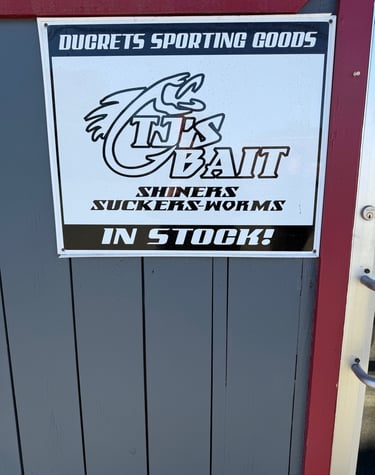 DUCRETS SPORTING GOODS
TJ'S
BAIT
SHINERS
SUCKERS-WORMS
IN STOCK!